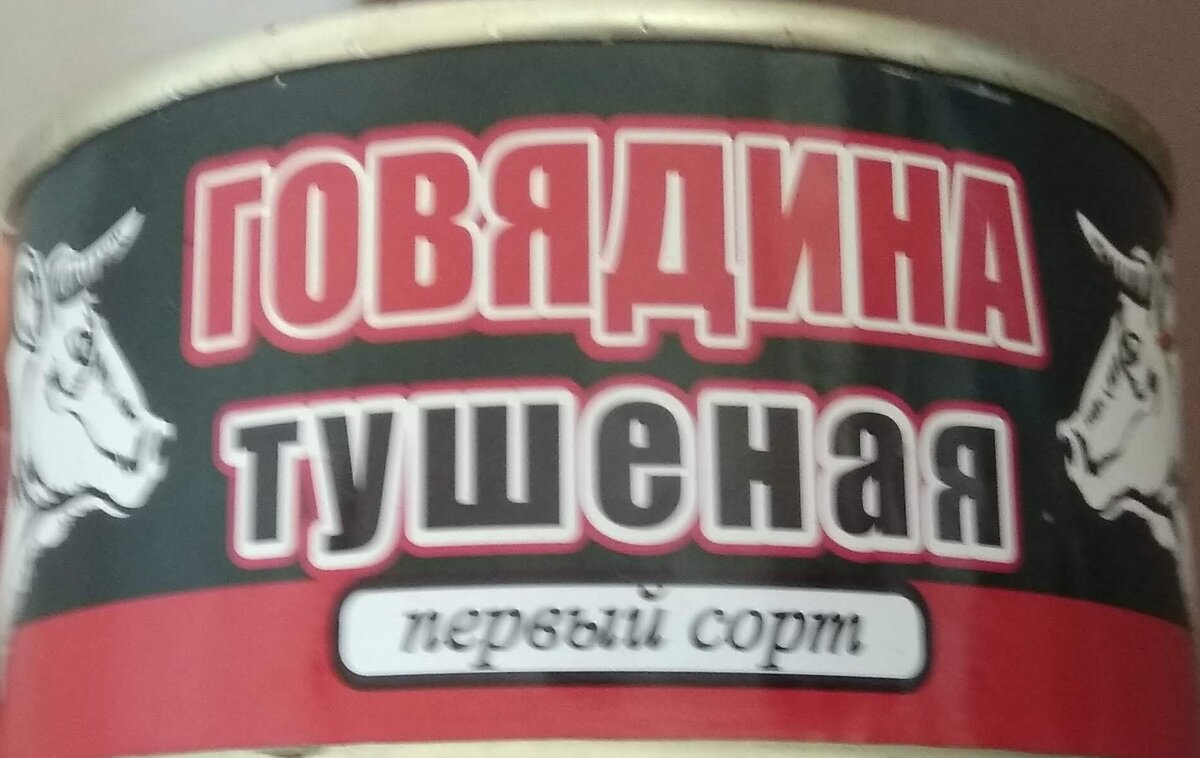 ГОВЯДИНА
тушеная
первый сорт